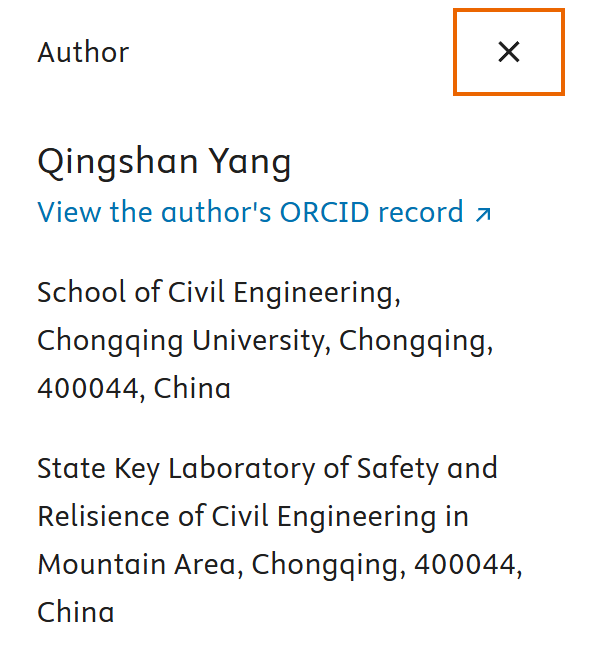 Author
Qingshan Yang
View the author's ORCID record ↗
School of Civil Engineering,
Chongqing University, Chongqing,
400044, China
State Key Laboratory of Safety and
Relisience of Civil Engineering in
Mountain Area, Chongqing, 400044,
China